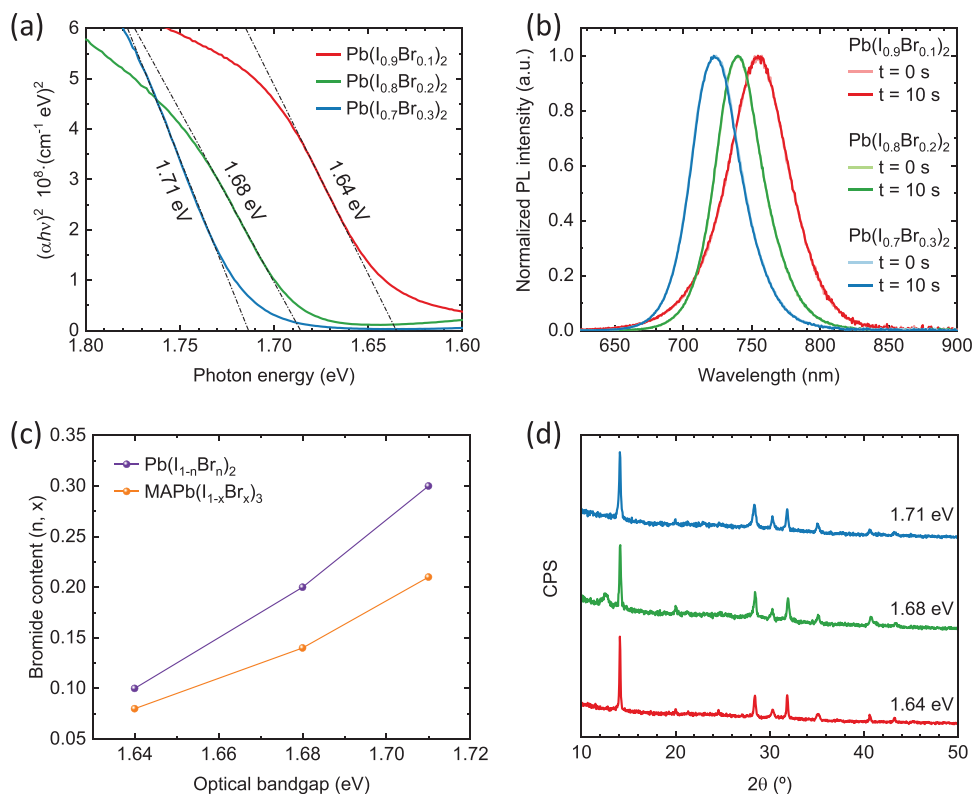 (a)
6
5
4
3
2
1
0
(αhν)² 10⁸·(cm⁻¹ eV)²
Pb(I₀.₉Br₀.₁)₂
Pb(I₀.₈Br₀.₂)₂
Pb(I₀.₇Br₀.₃)₂
1.71 eV
1.68 eV
1.64 eV
1.80 1.75 1.70 1.65 1.60
Photon energy (eV)
(b)
1.0
0.8
0.6
0.4
0.2
0.0
Normalized PL intensity (a.u.)
Pb(I₀.₉Br₀.₁)₂
t = 0 s
t = 10 s
Pb(I₀.₈Br₀.₂)₂
t = 0 s
t = 10 s
Pb(I₀.₇Br₀.₃)₂
t = 0 s
t = 10 s
650 700 750 800 850 900
Wavelength (nm)
(c)
0.35
0.30
0.25
0.20
0.15
0.10
0.05
Bromide content (n, x)
Pb(I₁₋ₙBrₙ)₂
MAPb(I₁₋ₓBrₓ)₃
1.64 1.66 1.68 1.70 1.72
Optical bandgap (eV)
(d)
CPS
1.71 eV
1.68 eV
1.64 eV
10 20 30 40 50
2θ (º)